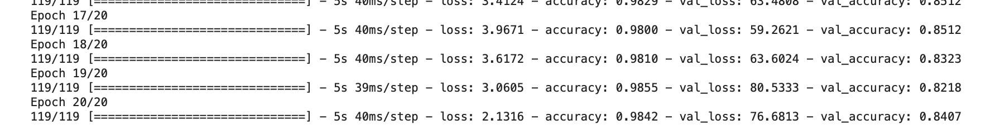 119/119 [==============================] - 5s 40ms/step - loss: 3.4124 - accuracy: 0.9829 - val_loss: 63.4808 - val_accuracy: 0.8512
Epoch 17/20
119/119 [==============================] - 5s 40ms/step - loss: 3.9671 - accuracy: 0.9800 - val_loss: 59.2621 - val_accuracy: 0.8512
Epoch 18/20
119/119 [==============================] - 5s 40ms/step - loss: 3.6172 - accuracy: 0.9810 - val_loss: 63.6024 - val_accuracy: 0.8323
Epoch 19/20
119/119 [==============================] - 5s 39ms/step - loss: 3.0605 - accuracy: 0.9855 - val_loss: 80.5333 - val_accuracy: 0.8218
Epoch 20/20
119/119 [==============================] - 5s 40ms/step - loss: 2.1316 - accuracy: 0.9842 - val_loss: 76.6813 - val_accuracy: 0.8407